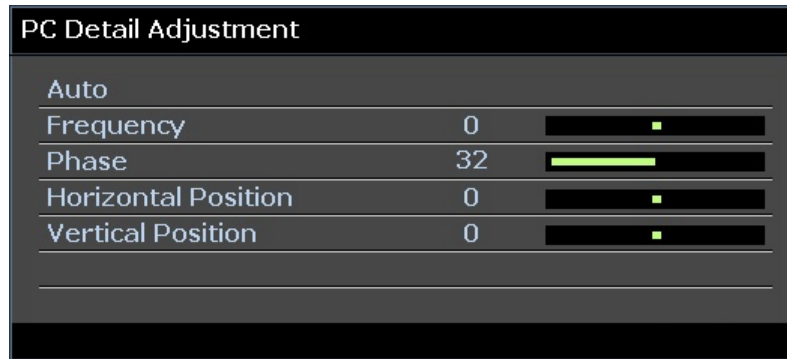 PC Detail Adjustment
Auto
Frequency 0
Phase 32
Horizontal Position 0
Vertical Position 0